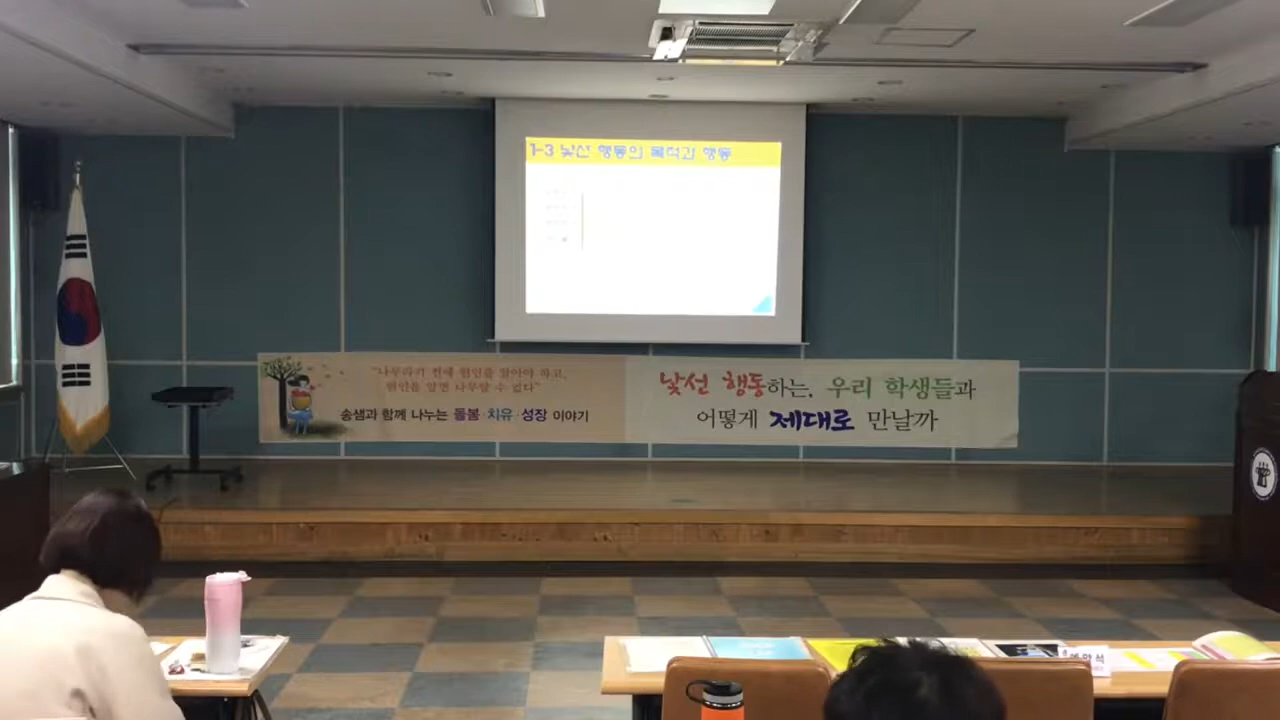 1-3 낯선 행동의 목적과 행동
"나무라기 전에 원인을 알아야 하고,
원인을 알면 나무랄 수 없다"
송샘과 함께 나누는 돌봄·치유·성장 이야기
낯선 행동하는, 우리 학생들과
어떻게 제대로 만날까